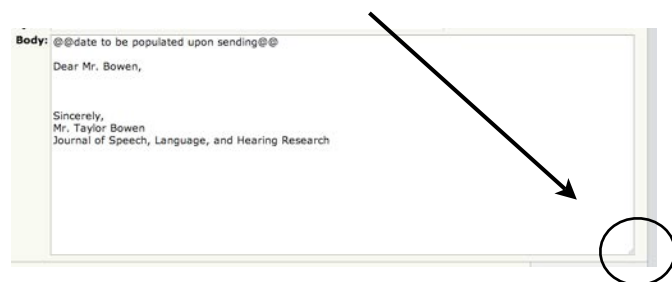 Body: @@date to be populated upon sending@@
Dear Mr. Bowen,
Sincerely,
Mr. Taylor Bowen
Journal of Speech, Language, and Hearing Research